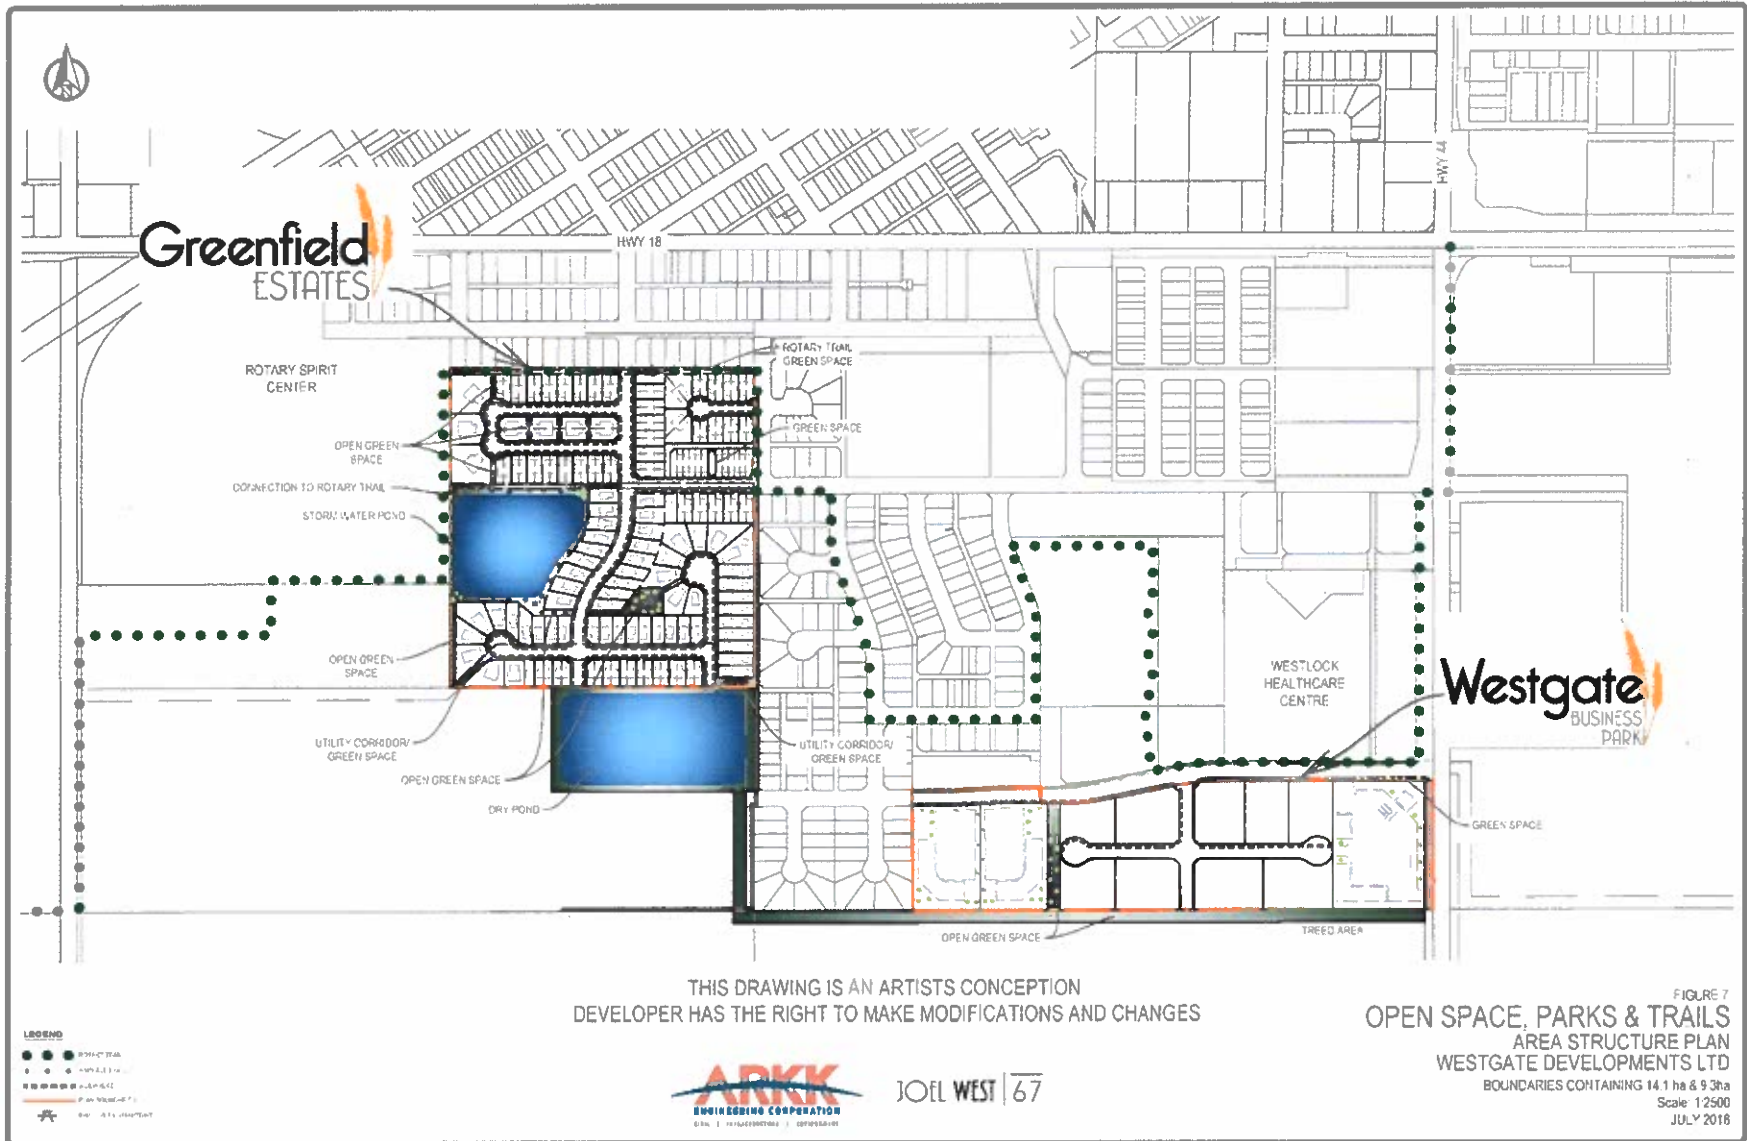 N
HWY 44
Greenfield
ESTATES
HWY 18
ROTARY SPIRIT
CENTER
ROTARY TRAIL
GREEN SPACE
GREEN SPACE
OPEN GREEN
SPACE
CONNECTION TO ROTARY TRAIL
STORM WATER POND
OPEN GREEN
SPACE
WESTLOCK
HEALTHCARE
CENTRE
Westgate
BUSINESS
PARK
UTILITY CORRIDOR/
GREEN SPACE
UTILITY CORRIDOR/
GREEN SPACE
OPEN GREEN SPACE
DRY POND
GREEN SPACE
OPEN GREEN SPACE
TREED AREA
THIS DRAWING IS AN ARTISTS CONCEPTION
DEVELOPER HAS THE RIGHT TO MAKE MODIFICATIONS AND CHANGES
FIGURE 7
OPEN SPACE, PARKS & TRAILS
AREA STRUCTURE PLAN
WESTGATE DEVELOPMENTS LTD
BOUNDARIES CONTAINING 14.1 ha & 9.3ha
Scale: 1:2500
JULY 2016
LEGEND
ARKK
ENGINEERING CORPORATION
JOEL WEST | 67